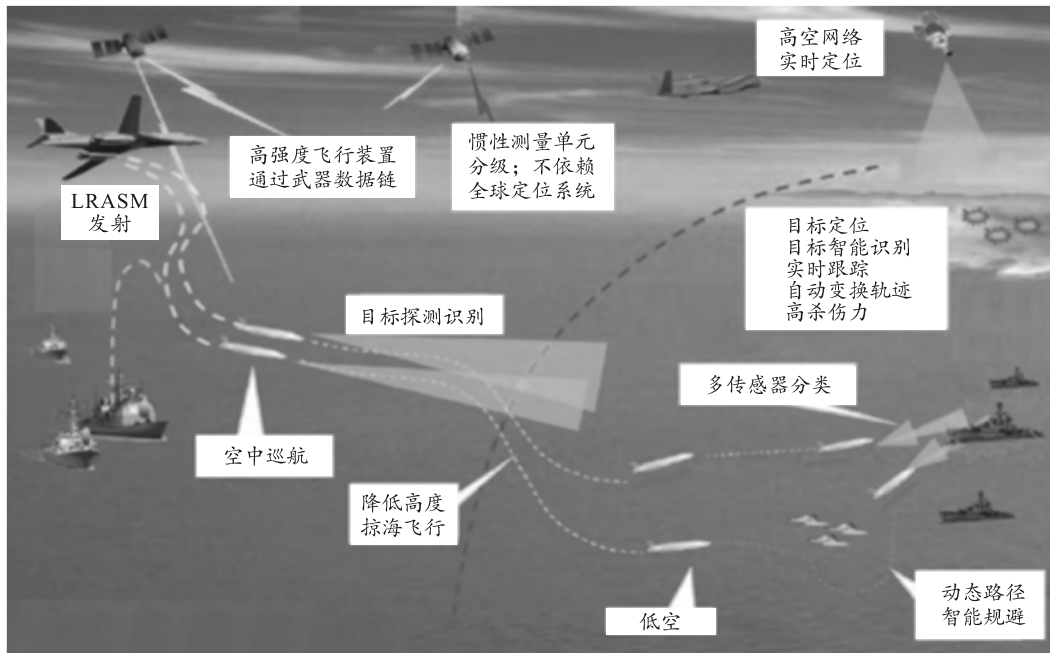 高空网络
实时定位
高强度飞行装置
通过武器数据链
惯性测量单元
分级；不依赖
全球定位系统
LRASM
发射
目标定位
目标智能识别
实时跟踪
自动变换轨迹
高杀伤力
目标探测识别
多传感器分类
空中巡航
降低高度
掠海飞行
低空
动态路径
智能规避